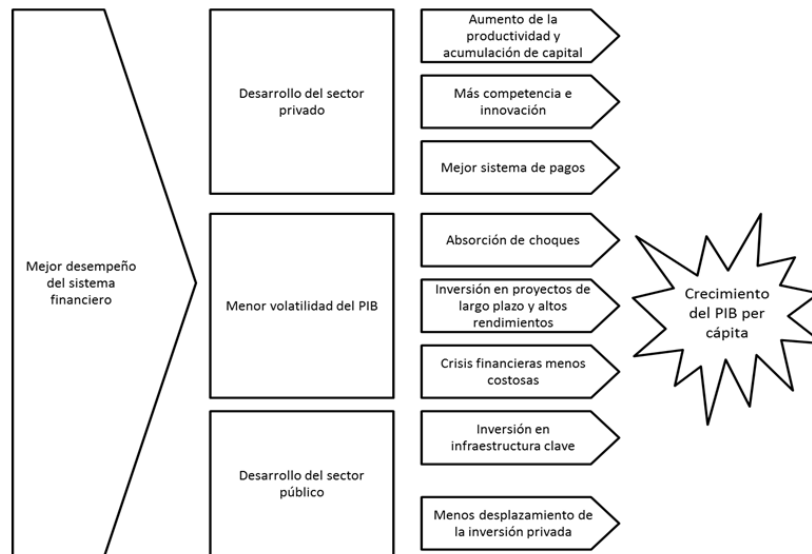 Mejor desempeño
del sistema
financiero
Desarrollo del sector
privado
Aumento de la
productividad y
acumulación de capital
Más competencia e
innovación
Mejor sistema de pagos
Menor volatilidad del PIB
Absorción de choques
Inversión en proyectos de
largo plazo y altos
rendimientos
Crisis financieras menos
costosas
Desarrollo del sector
público
Inversión en
infraestructura clave
Menos desplazamiento de
la inversión privada
Crecimiento
del PIB per
cápita